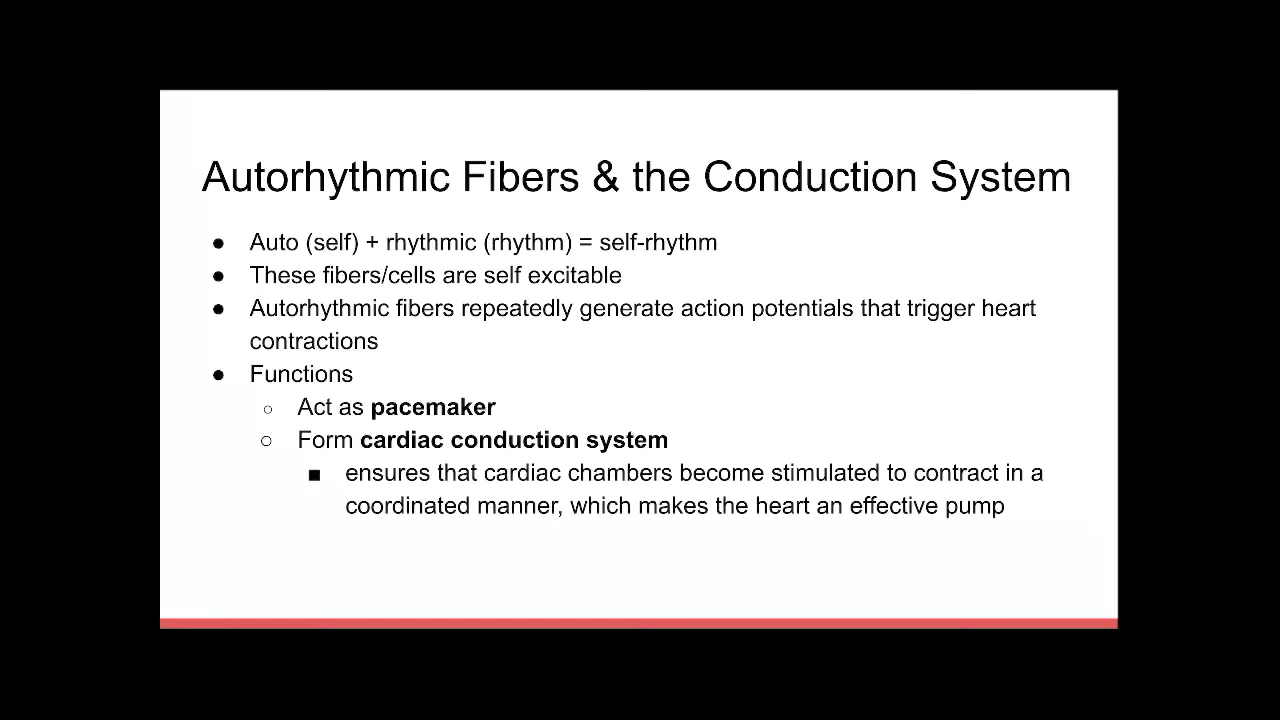 Autorhythmic Fibers & the Conduction System
● Auto (self) + rhythmic (rhythm) = self-rhythm
● These fibers/cells are self excitable
● Autorhythmic fibers repeatedly generate action potentials that trigger heart
contractions
● Functions
○ Act as pacemaker
○ Form cardiac conduction system
■ ensures that cardiac chambers become stimulated to contract in a
coordinated manner, which makes the heart an effective pump